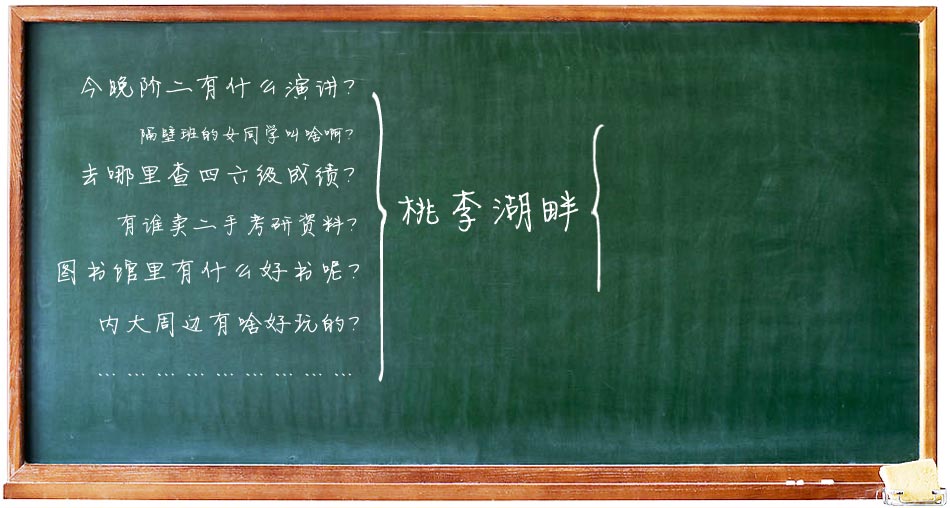 今晚阶二有什么演讲?
隔壁班的女同学叫啥啊?
去哪里查四六级成绩?
有谁卖二手考研资料?
图书馆里有什么好书呢?
内大周边有啥好玩的?
… … … … … … … … …
桃李湖畔